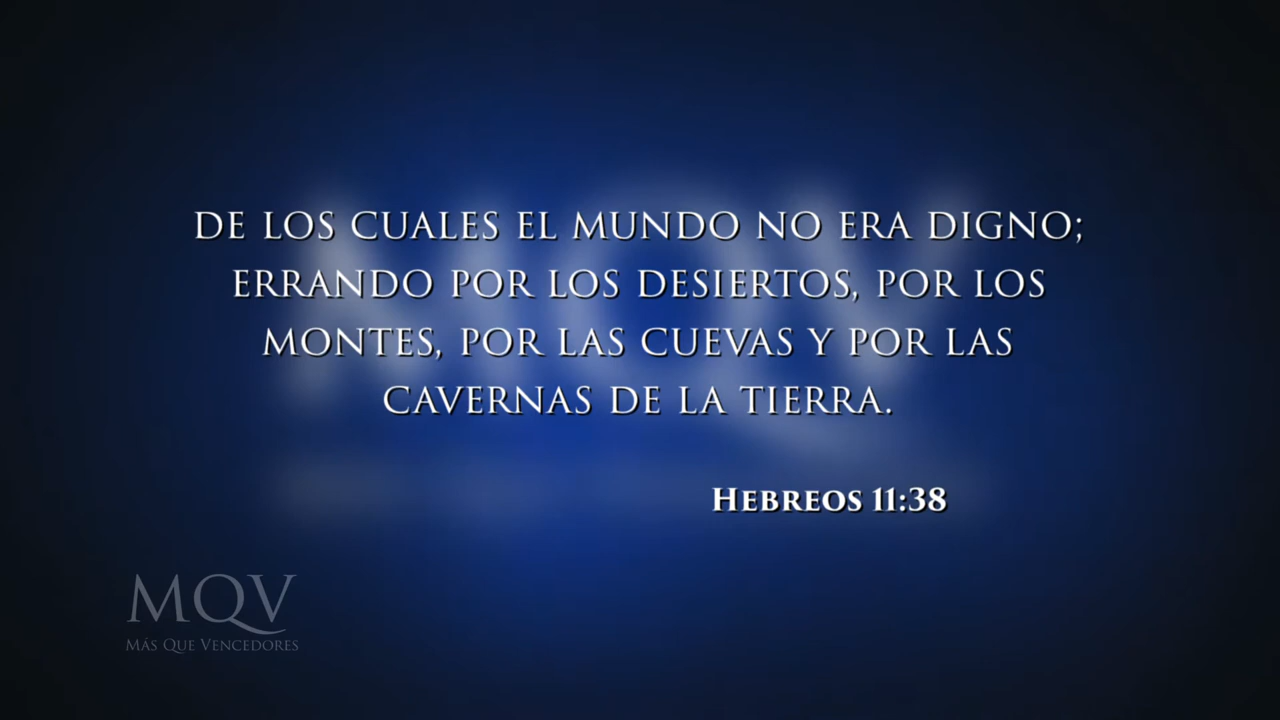 DE LOS CUALES EL MUNDO NO ERA DIGNO;
ERRANDO POR LOS DESIERTOS, POR LOS
MONTES, POR LAS CUEVAS Y POR LAS
CAVERNAS DE LA TIERRA.
HEBREOS 11:38
MQV
MÁS QUE VENCEDORES